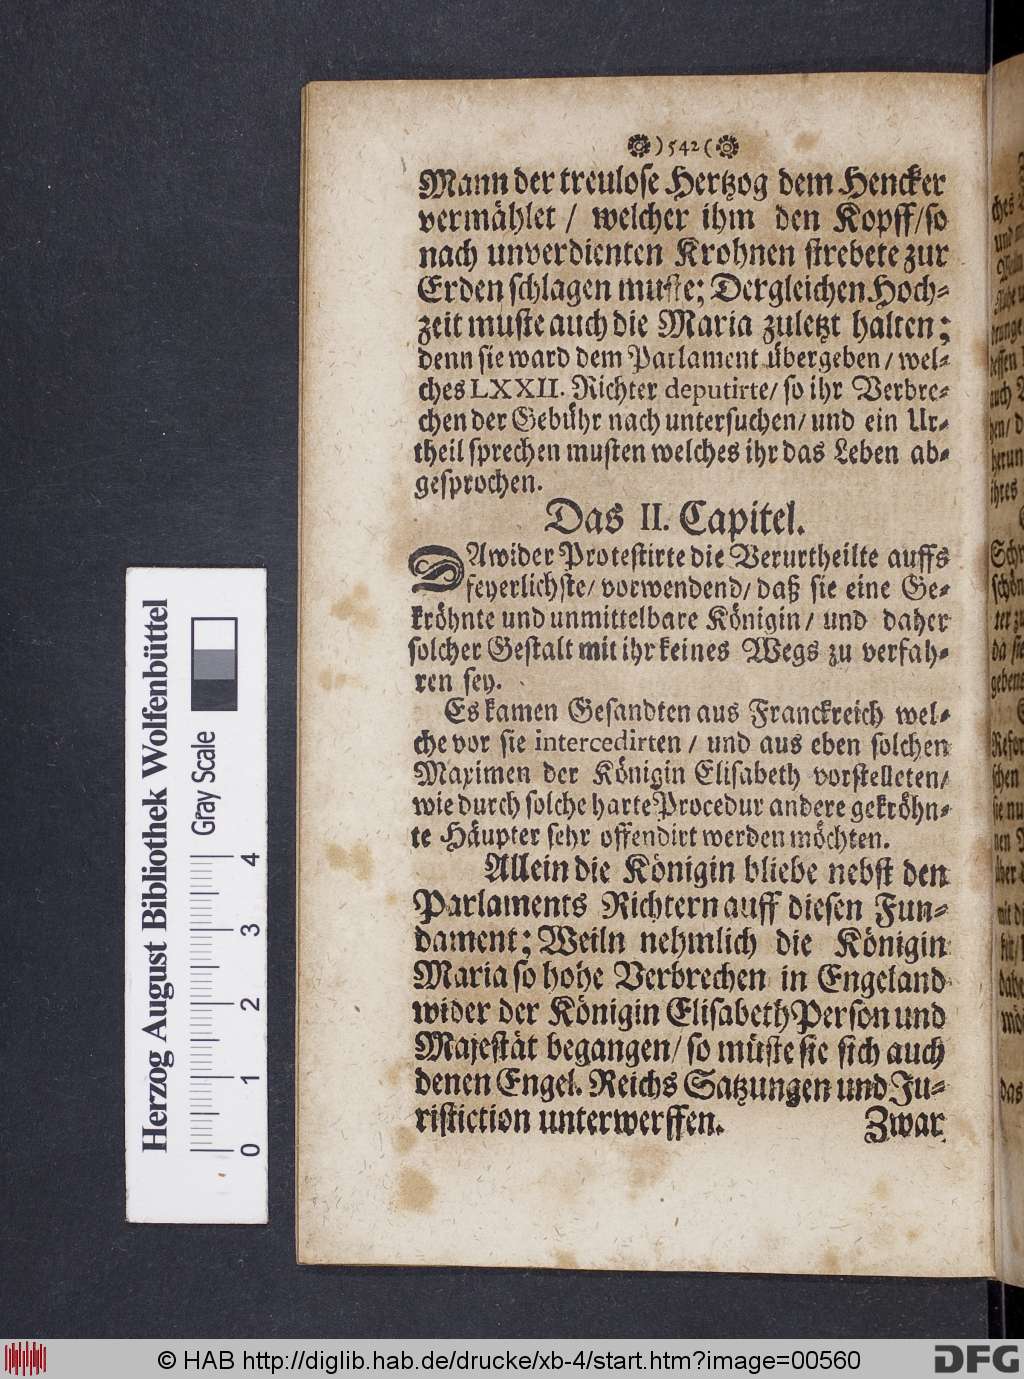 )542(
Mann der treulose Hertzog dem Hencker
vermählet / welcher ihm den Kopff/so
nach unverdienten Krohnen strebete zur
Erden schlagen muste; Dergleichen Hoch-
zeit muste auch die Maria zuletzt halten;
denn sie ward dem Parlament übergeben / wel-
ches LXXII. Richter deputirte/ so ihr Verbre-
chen der Gebühr nach untersuchen/ und ein Ur-
theil sprechen musten welches ihr das Leben ab-
gesprochen.
Das II. Capitel.
DAwider Protestirte die Verurtheilte auffs
feyerlichste/ vorwendend/ daß sie eine Ge-
kröhnte und unmittelbare Königin/ und daher
solcher Gestalt mit ihr keines Wegs zu verfah-
ren sey.
Es kamen Gesandten aus Franckreich wel-
che vor sie intercedirten / und aus eben solchen
Maximen der Königin Elisabeth vorstelleten/
wie durch solche harte Procedur andere gekröhn-
te Häupter sehr offendirt werden möchten.
Allein die Königin bliebe nebst den
Parlaments Richtern auff diesen Fun-
dament; Weiln nehmlich die Königin
Maria so hohe Verbrechen in Engeland
wider der Königin Elisabeth Person und
Majestät begangen/ so müste sie sich auch
denen Engel. Reichs Satzungen und Ju-
ristiction unterwerffen.
Zwar
Herzog August Bibliothek Wolfenbüttel
Gray Scale
0 1 2 3 4
© HAB http://diglib.hab.de/drucke/xb-4/start.htm?image=00560
DFG